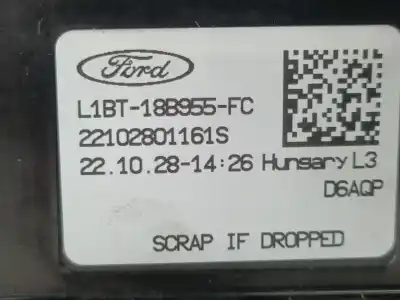 Ford
L1BT-18B955-FC
22102801161S
22.10.28-14:26 Hungary L3
D6AQP
SCRAP IF DROPPED